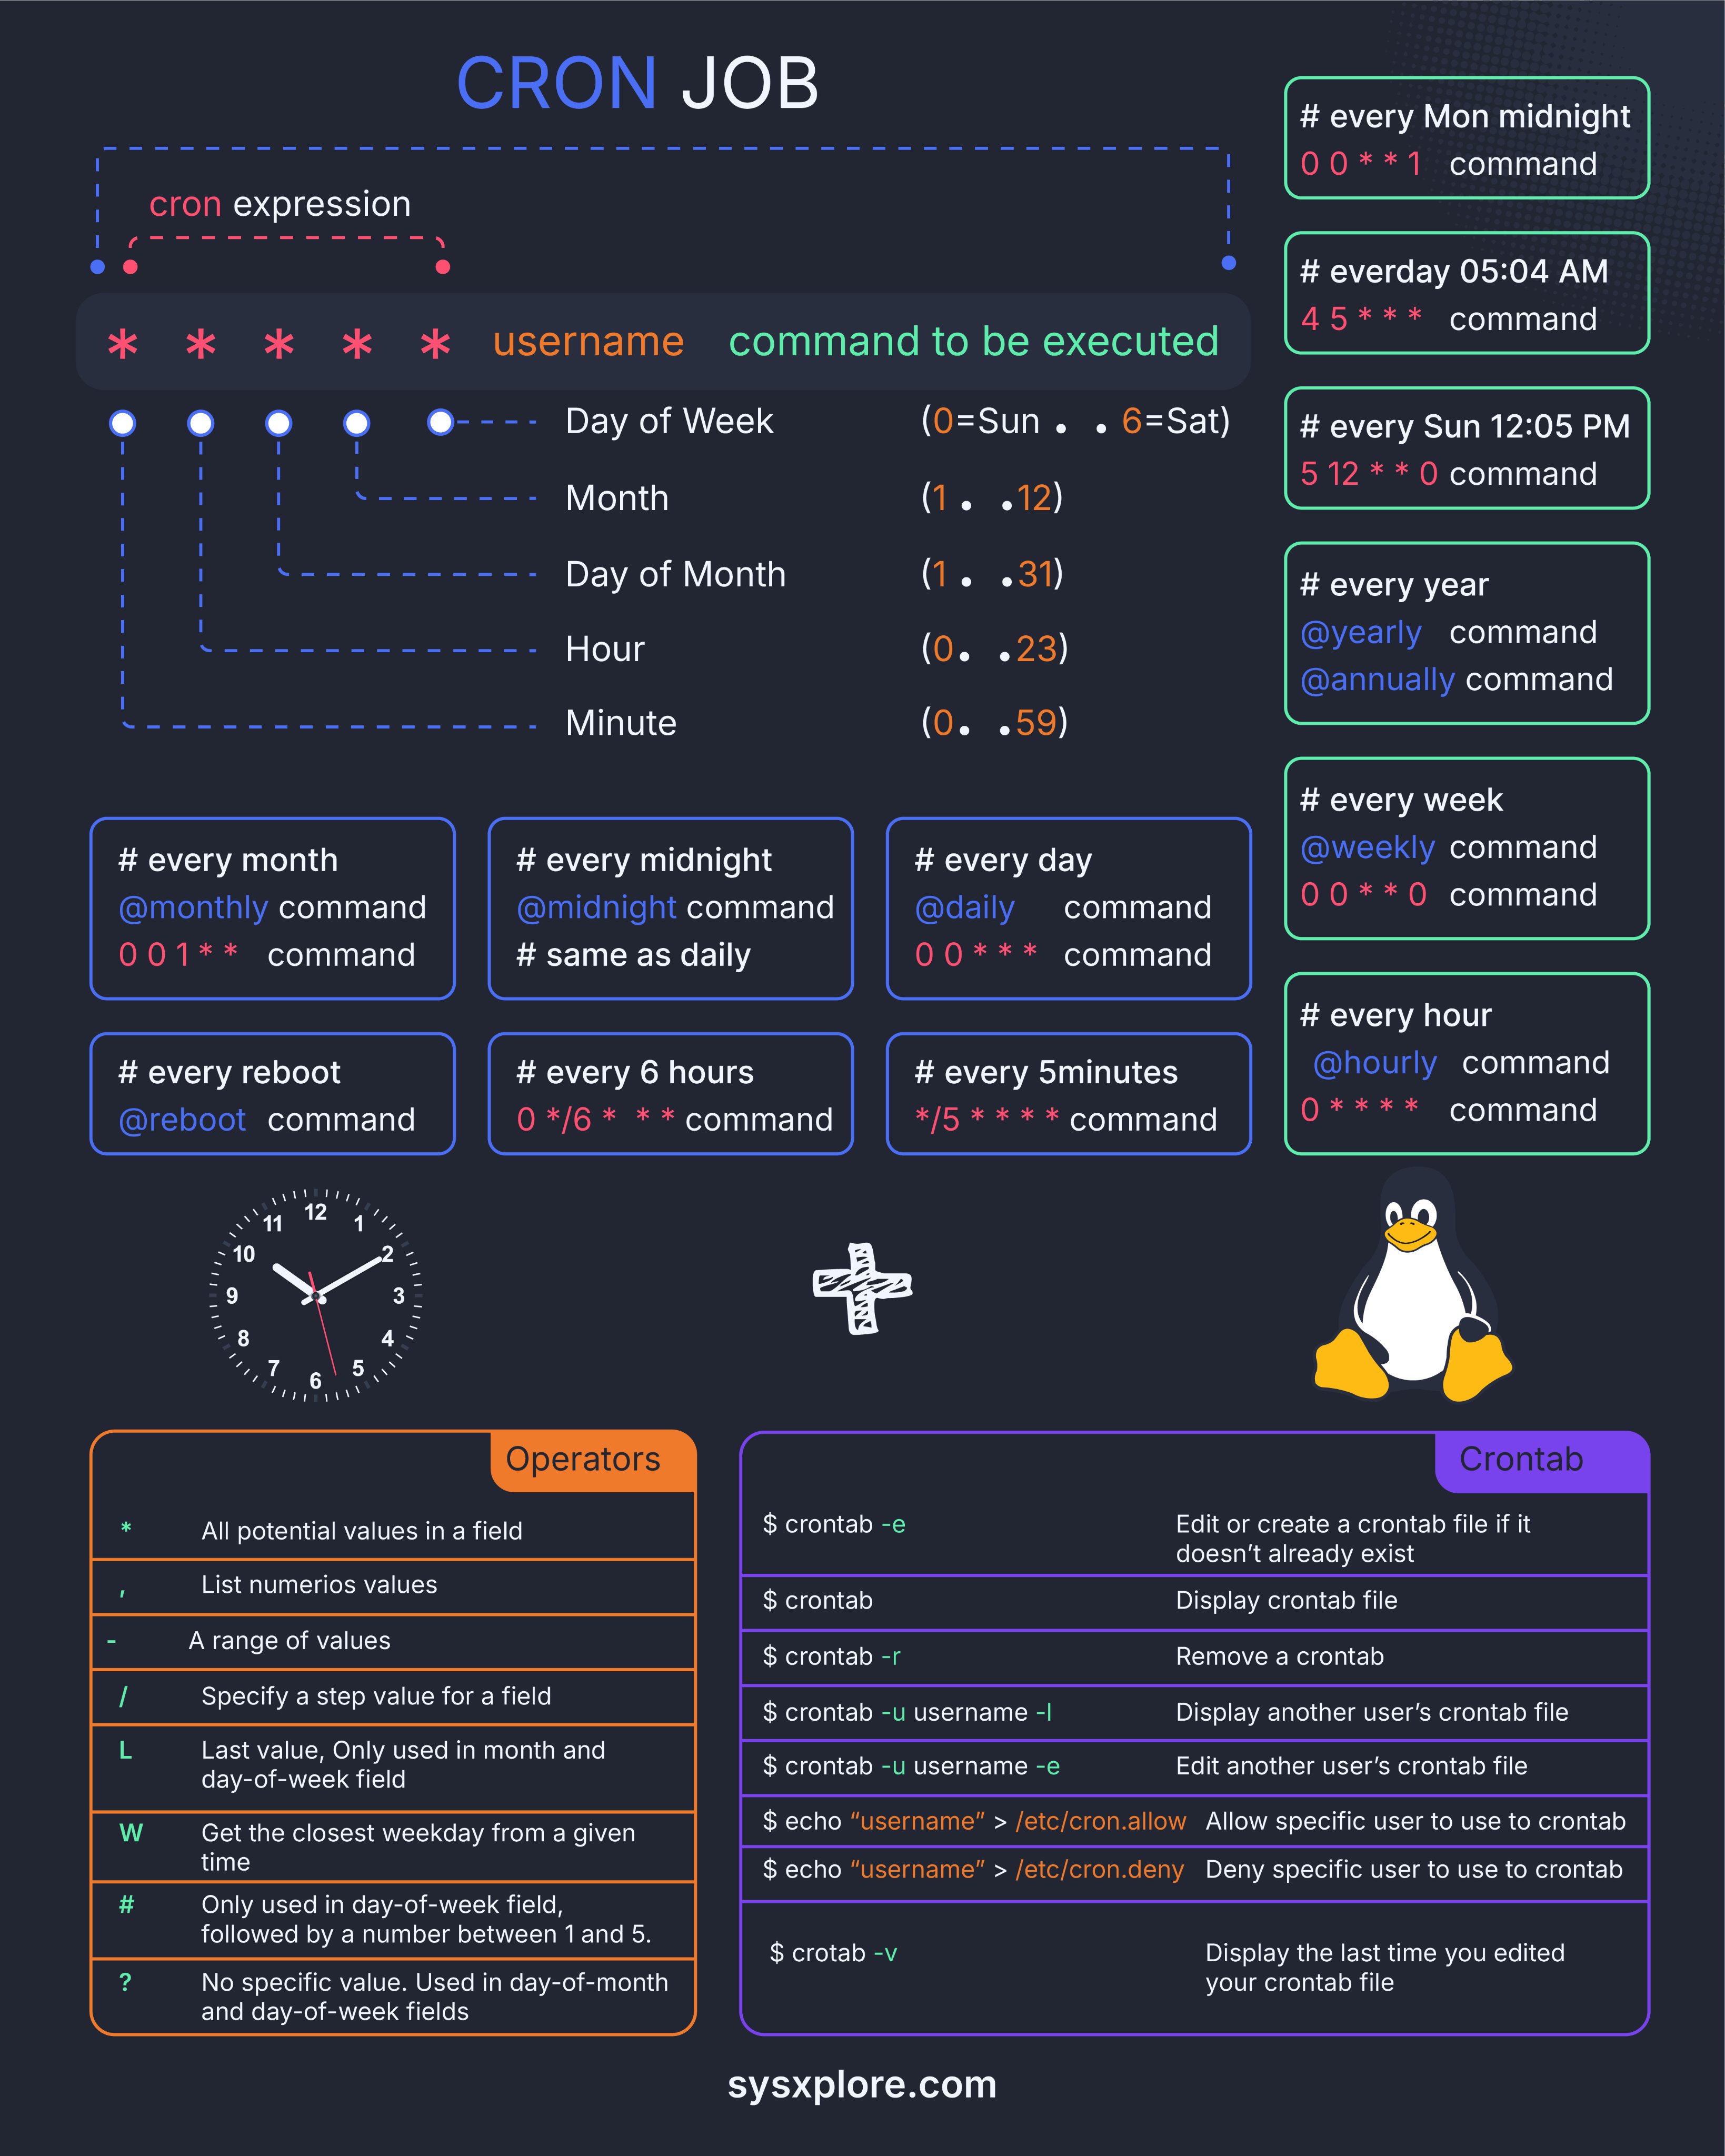 CRON JOB
cron expression
* * * * * username command to be executed
Day of Week (0=Sun . . 6=Sat)
Month (1 . .12)
Day of Month (1 . .31)
Hour (0. .23)
Minute (0. .59)
# every Mon midnight
0 0 * * 1 command
# everday 05:04 AM
4 5 * * * command
# every Sun 12:05 PM
5 12 * * 0 command
# every year
@yearly command
@annually command
# every week
@weekly command
0 0 * * 0 command
# every hour
@hourly command
0 * * * * command
# every month
@monthly command
0 0 1 * * command
# every midnight
@midnight command
# same as daily
# every day
@daily command
0 0 * * * command
# every reboot
@reboot command
# every 6 hours
0 */6 * * * command
# every 5minutes
*/5 * * * * command
12
1
2
3
4
5
6
7
8
9
10
11
Operators
* All potential values in a field
, List numerios values
- A range of values
/ Specify a step value for a field
L Last value, Only used in month and
day-of-week field
W Get the closest weekday from a given
time
# Only used in day-of-week field,
followed by a number between 1 and 5.
? No specific value. Used in day-of-month
and day-of-week fields
Crontab
$ crontab -e Edit or create a crontab file if it
doesn’t already exist
$ crontab Display crontab file
$ crontab -r Remove a crontab
$ crontab -u username -l Display another user’s crontab file
$ crontab -u username -e Edit another user’s crontab file
$ echo “username” > /etc/cron.allow Allow specific user to use to crontab
$ echo “username” > /etc/cron.deny Deny specific user to use to crontab
$ crotab -v Display the last time you edited
your crontab file
sysxplore.com